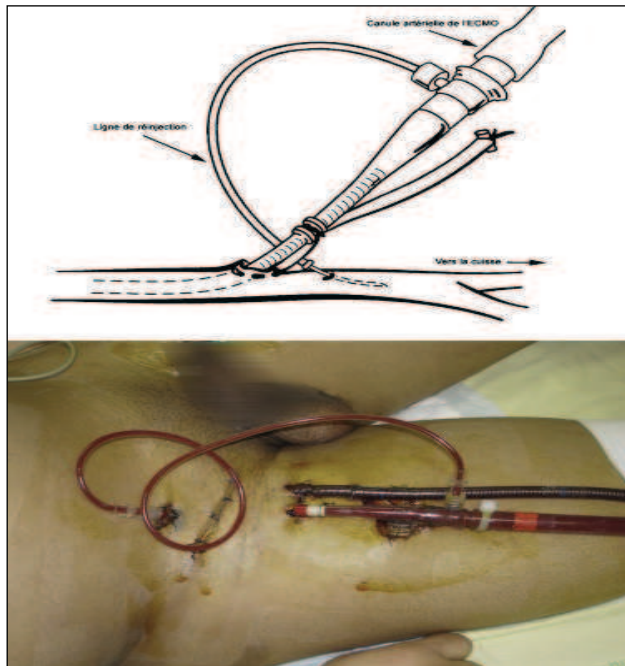 Canule artérielle de l'ECMO
Ligne de réinjection
Vers la cuisse